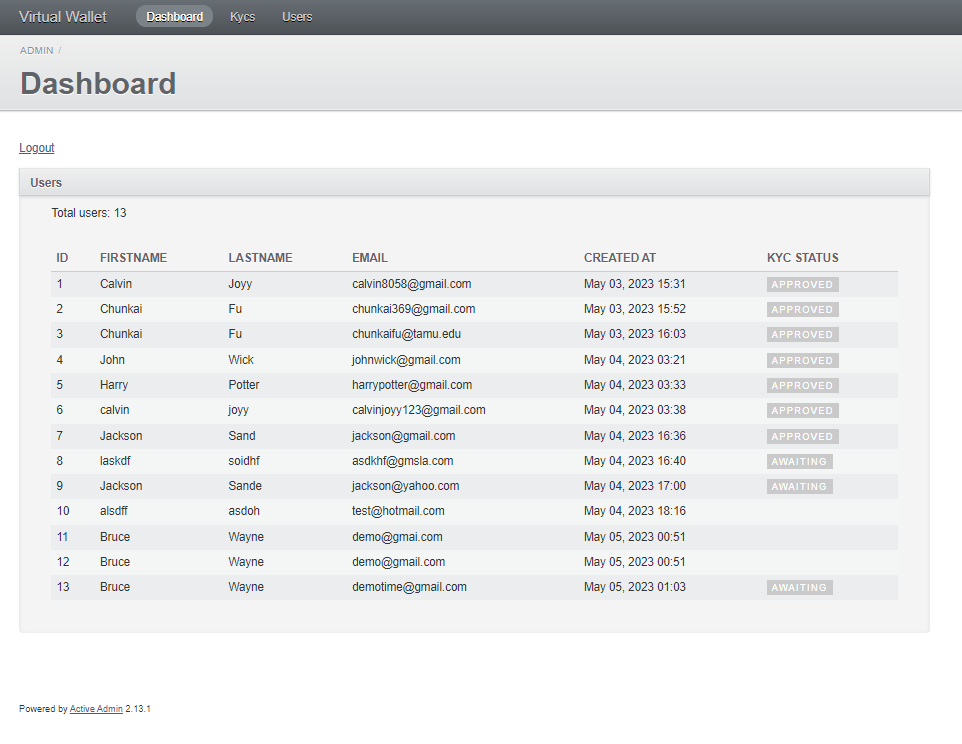 Virtual Wallet Dashboard Kycs Users
ADMIN /
Dashboard
Logout
Users
Total users: 13
ID FIRSTNAME LASTNAME EMAIL CREATED AT KYC STATUS
1 Calvin Joyy calvin8058@gmail.com May 03, 2023 15:31 APPROVED
2 Chunkai Fu chunkai369@gmail.com May 03, 2023 15:52 APPROVED
3 Chunkai Fu chunkaifu@tamu.edu May 03, 2023 16:03 APPROVED
4 John Wick johnwick@gmail.com May 04, 2023 03:21 APPROVED
5 Harry Potter harrypotter@gmail.com May 04, 2023 03:33 APPROVED
6 calvin joyy calvinjoyy123@gmail.com May 04, 2023 03:38 APPROVED
7 Jackson Sand jackson@gmail.com May 04, 2023 16:36 APPROVED
8 laskdf soidhf asdkhf@gmsla.com May 04, 2023 16:40 AWAITING
9 Jackson Sande jackson@yahoo.com May 04, 2023 17:00 AWAITING
10 alsdff asdoh test@hotmail.com May 04, 2023 18:16
11 Bruce Wayne demo@gmai.com May 05, 2023 00:51
12 Bruce Wayne demo@gmail.com May 05, 2023 00:51
13 Bruce Wayne demotime@gmail.com May 05, 2023 01:03 AWAITING
Powered by Active Admin 2.13.1